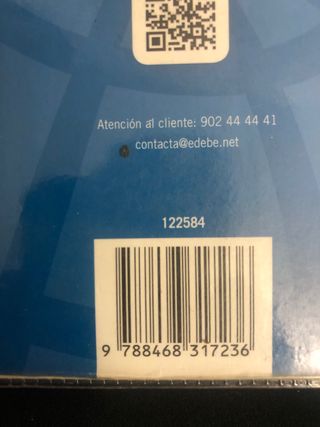 Atención al cliente: 902 44 44 41
contacta@edebe.net
122584
9 788468 317236